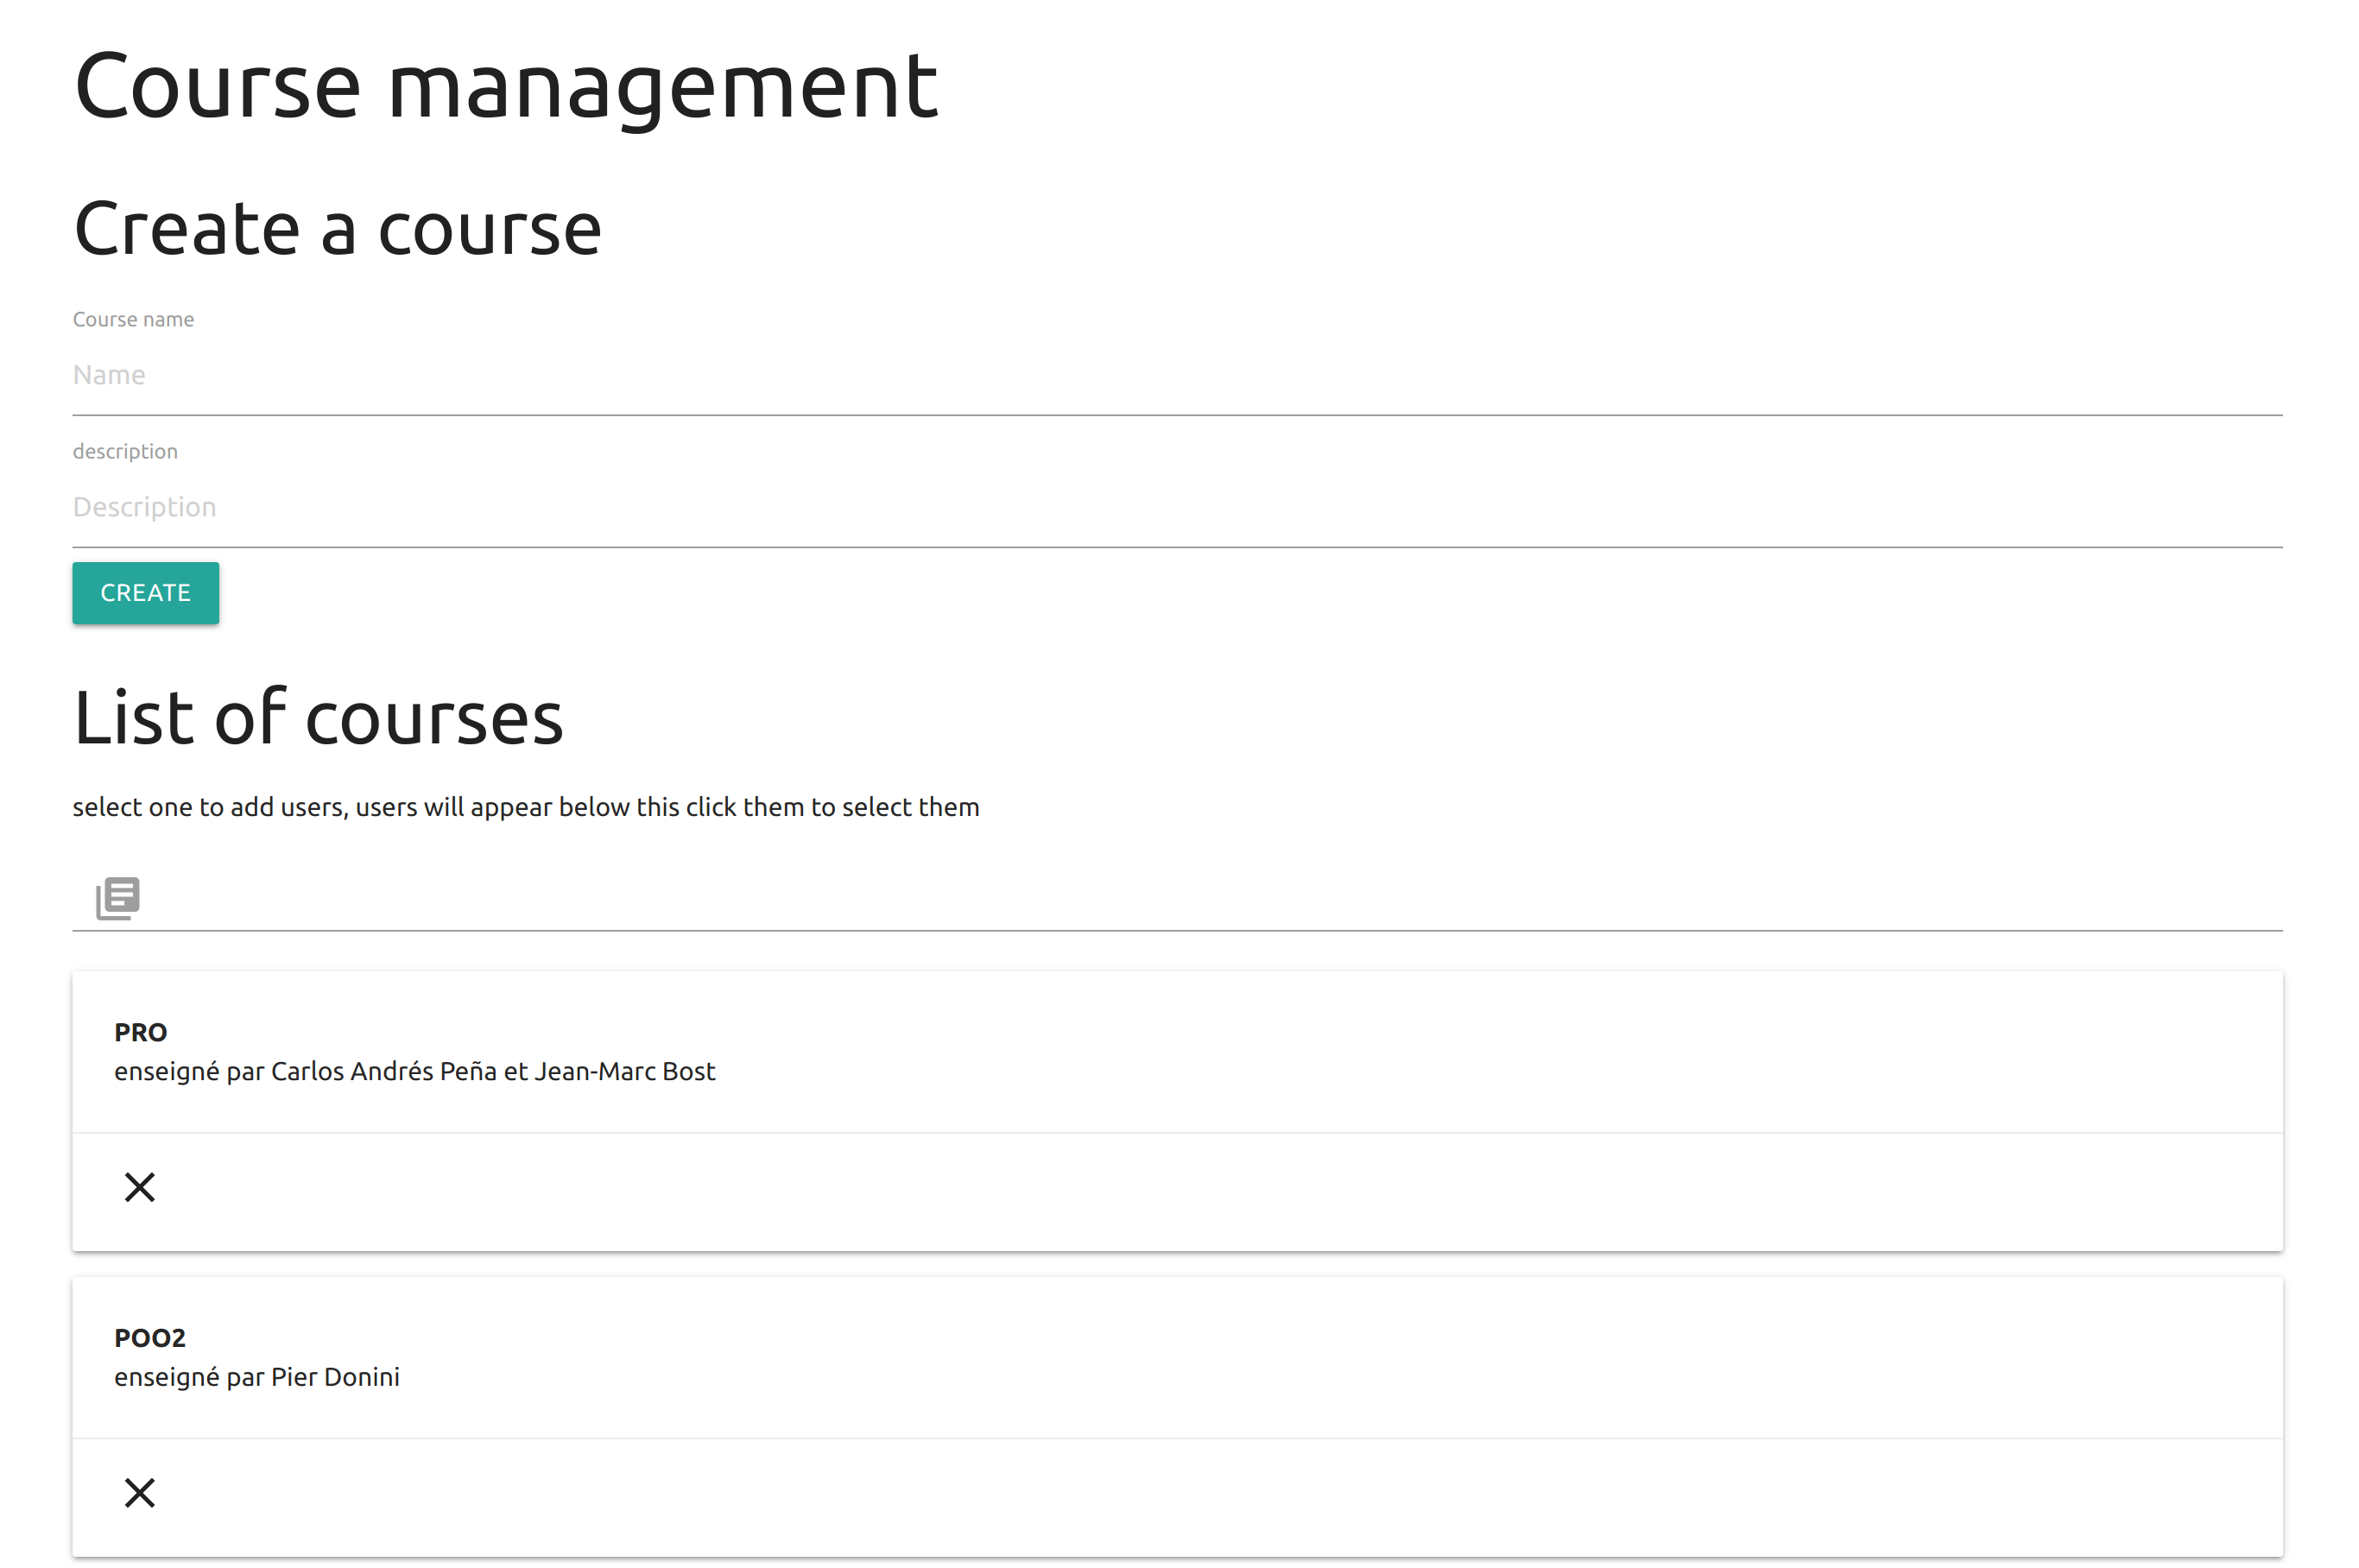 Course management
Create a course
Course name
Name
description
Description
CREATE
List of courses
select one to add users, users will appear below this click them to select them
PRO
enseigné par Carlos Andrés Peña et Jean-Marc Bost
POO2
enseigné par Pier Donini